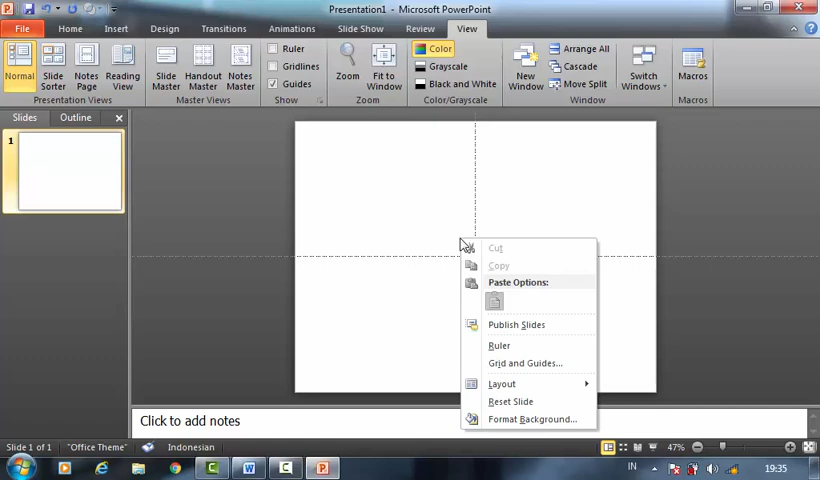 Presentation1 - Microsoft PowerPoint
File Home Insert Design Transitions Animations Slide Show Review View
Normal
Slide Sorter
Notes Page
Reading View
Presentation Views
Slide Master
Handout Master
Notes Master
Master Views
Ruler
Gridlines
Guides
Show
Zoom
Fit to Window
Zoom
Color
Grayscale
Black and White
Color/Grayscale
New Window
Arrange All
Cascade
Move Split
Window
Switch Windows
Macros
Macros
Slides Outline
1
Cut
Copy
Paste Options:
Publish Slides
Ruler
Grid and Guides...
Layout
Reset Slide
Format Background...
Click to add notes
Slide 1 of 1 "Office Theme" Indonesian 47%
IN 19:35